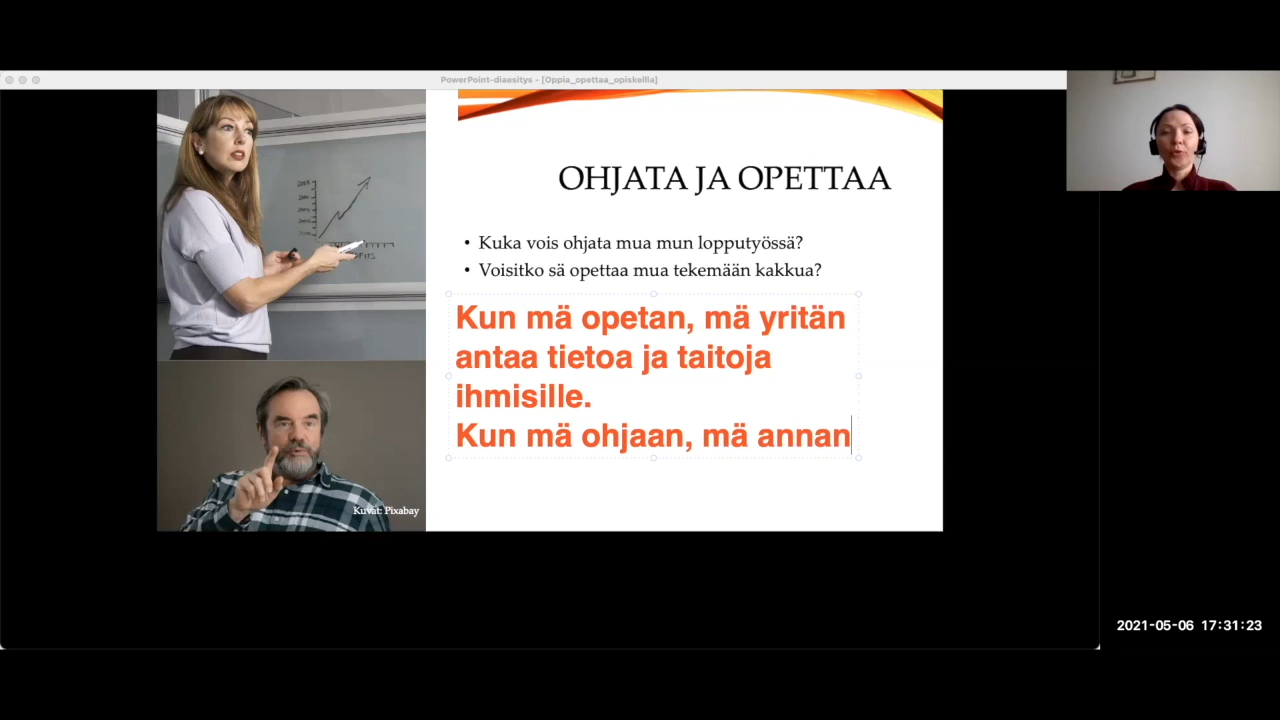 PowerPoint-diaesitys - [Oppia_opettaa_opiskella]
OHJATA JA OPETTAA
• Kuka vois ohjata mua mun lopputyössä?
• Voisitko sä opettaa mua tekemään kakkua?
Kun mä opetan, mä yritän
antaa tietoa ja taitoja
ihmisille.
Kun mä ohjaan, mä annan
Kuvat: Pixabay
2021-05-06 17:31:23